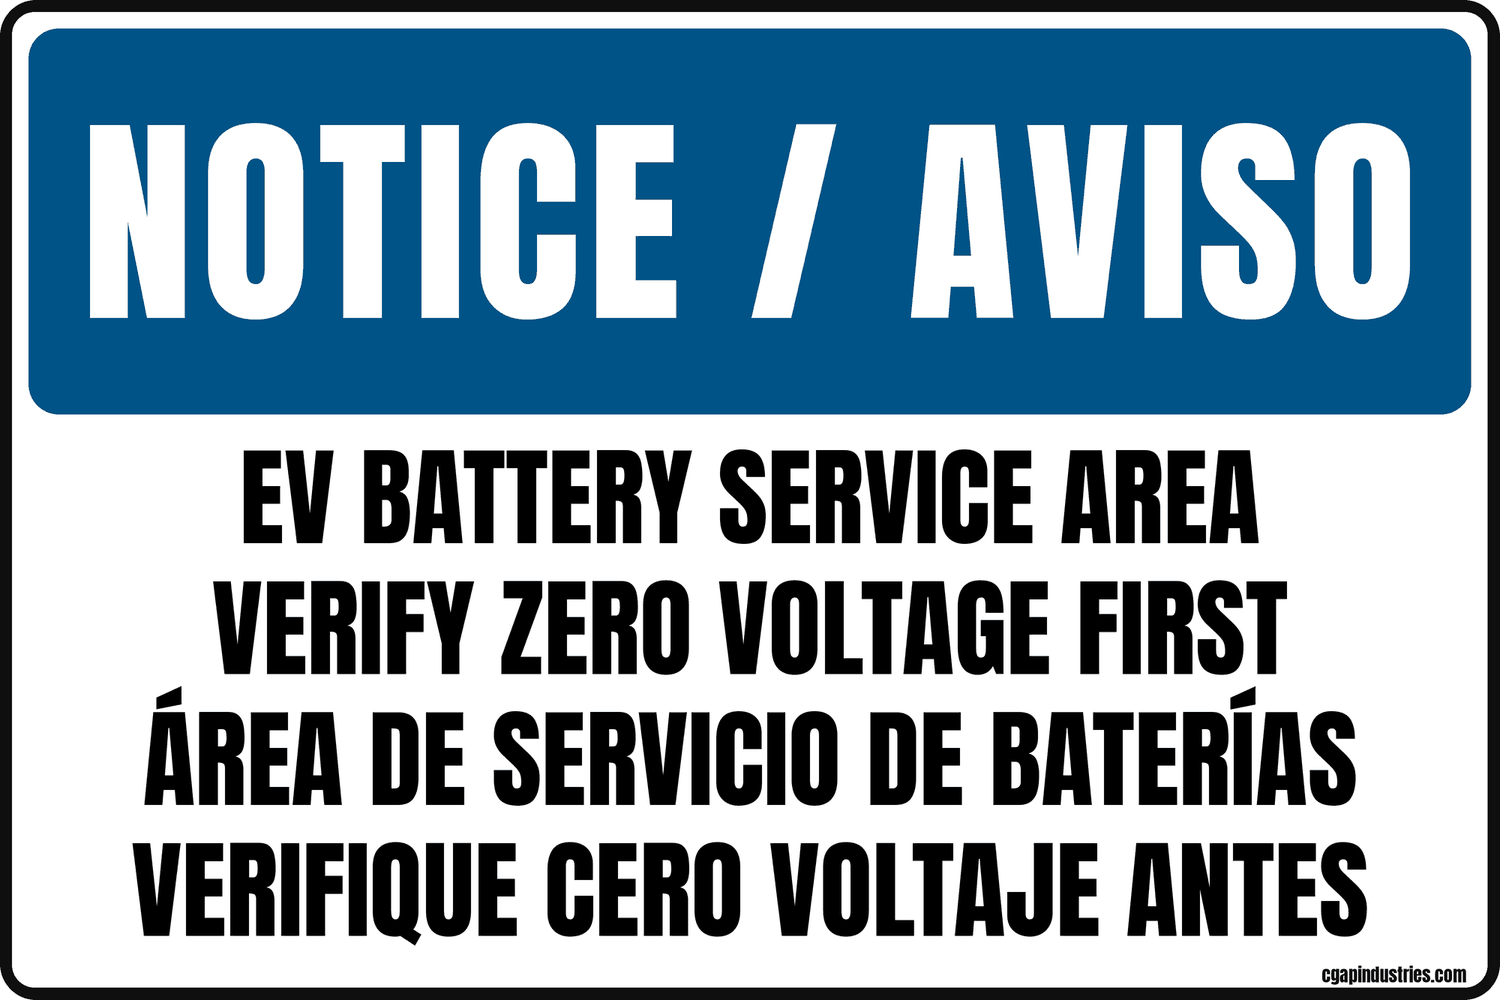 NOTICE / AVISO
EV BATTERY SERVICE AREA
VERIFY ZERO VOLTAGE FIRST
ÁREA DE SERVICIO DE BATERÍAS
VERIFIQUE CERO VOLTAJE ANTES
cgapindustries.com